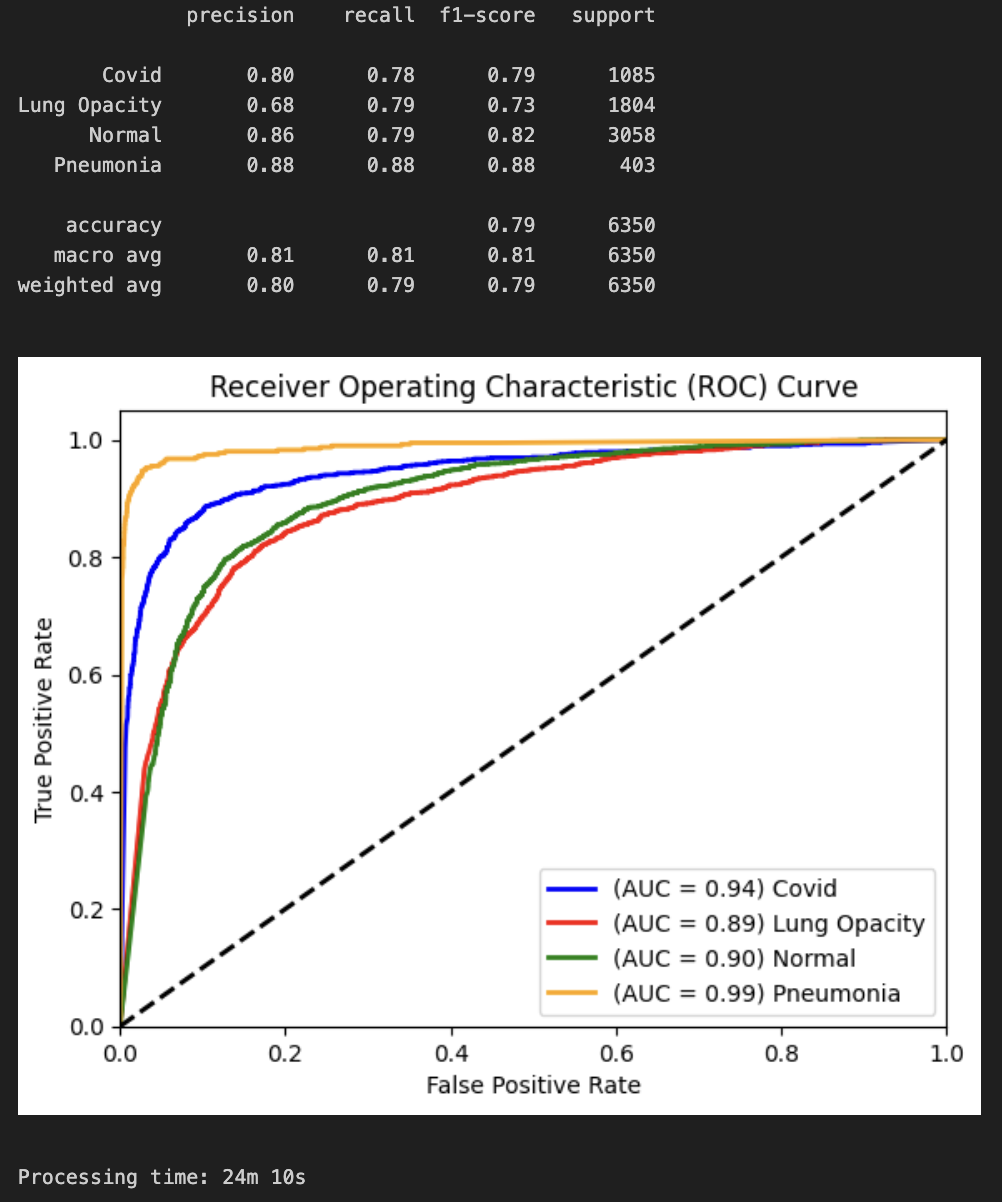 precision recall f1-score support
Covid 0.80 0.78 0.79 1085
Lung Opacity 0.68 0.79 0.73 1804
Normal 0.86 0.79 0.82 3058
Pneumonia 0.88 0.88 0.88 403
accuracy 0.79 6350
macro avg 0.81 0.81 0.81 6350
weighted avg 0.80 0.79 0.79 6350
Receiver Operating Characteristic (ROC) Curve
True Positive Rate
1.0
0.8
0.6
0.4
0.2
0.0
(AUC = 0.94) Covid
(AUC = 0.89) Lung Opacity
(AUC = 0.90) Normal
(AUC = 0.99) Pneumonia
0.0 0.2 0.4 0.6 0.8 1.0
False Positive Rate
Processing time: 24m 10s